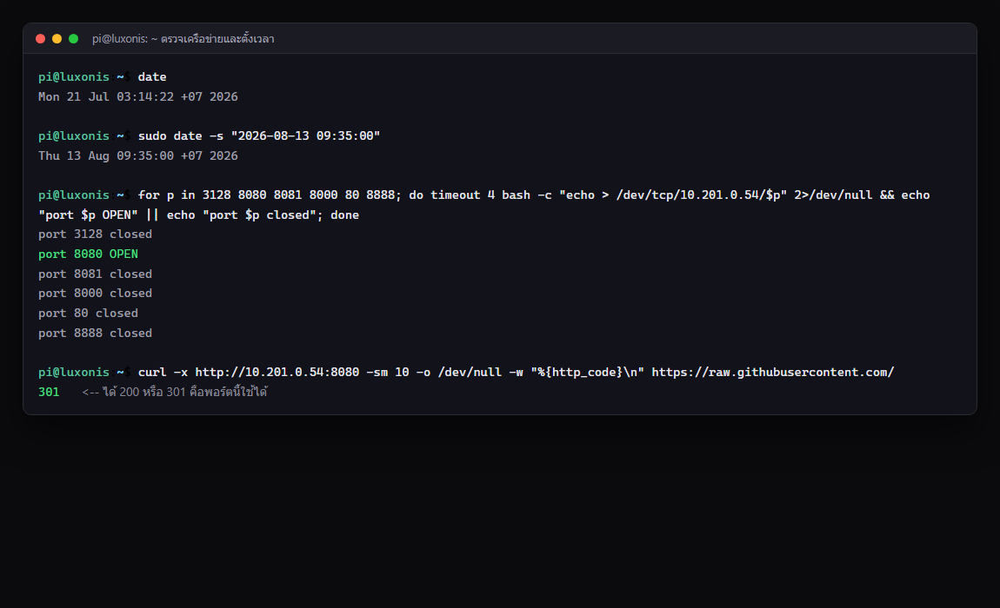 pi@luxonis: ~ ตรวจเครือข่ายและตั้งเวลา
pi@luxonis:~$ date
Mon 21 Jul 03:14:22 +07 2026
pi@luxonis:~$ sudo date -s "2026-08-13 09:35:00"
Thu 13 Aug 09:35:00 +07 2026
pi@luxonis:~$ for p in 3128 8080 8081 8000 80 8888; do timeout 4 bash -c "echo > /dev/tcp/10.201.0.54/$p" 2>/dev/null && echo
"port $p OPEN" || echo "port $p closed"; done
port 3128 closed
port 8080 OPEN
port 8081 closed
port 8000 closed
port 80 closed
port 8888 closed
pi@luxonis:~$ curl -x http://10.201.0.54:8080 -sm 10 -o /dev/null -w "%{http_code}\n" https://raw.githubusercontent.com/
301 <-- ได้ 200 หรือ 301 คือพอร์ตนี้ใช้ได้